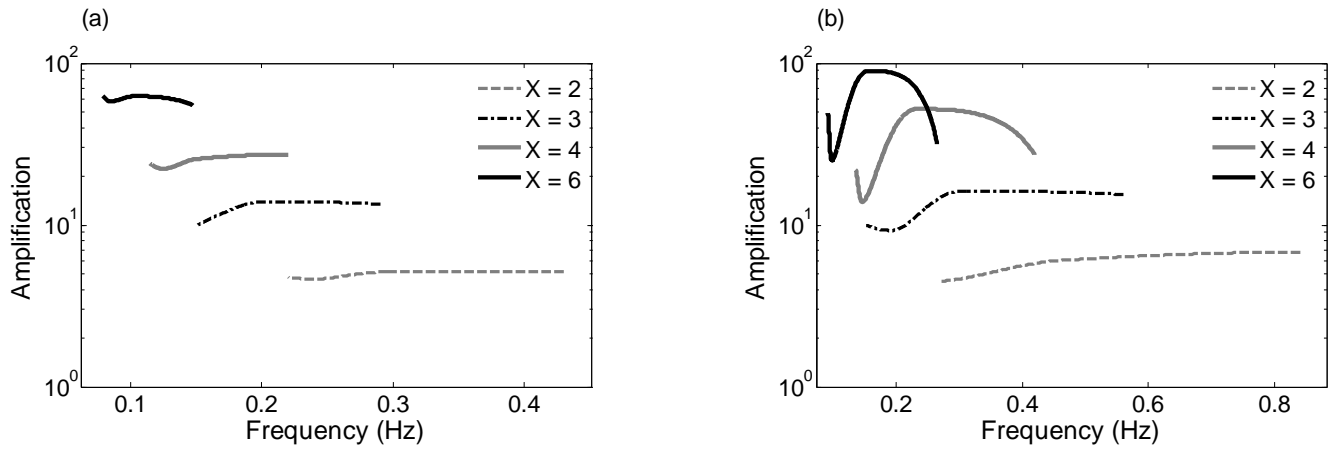 (a)
10^2
10^1
10^0
Amplification
0.1 0.2 0.3 0.4
Frequency (Hz)
X = 2
X = 3
X = 4
X = 6
(b)
10^2
10^1
10^0
Amplification
0.2 0.4 0.6 0.8
Frequency (Hz)
X = 2
X = 3
X = 4
X = 6